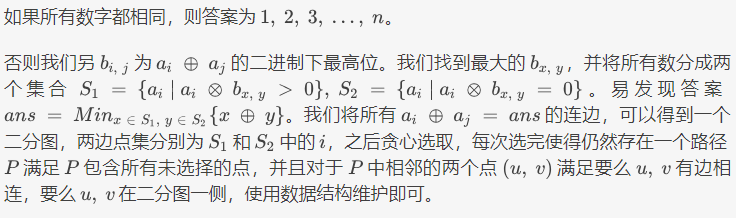 如果所有数字都相同，则答案为 1, 2, 3, …, n。
否则我们另 b_{i, j} 为 a_i ⊕ a_j 的二进制下最高位。我们找到最大的 b_{x, y}，并将所有数分成两
个集合 S_1 = {a_i | a_i ⊗ b_{x, y} > 0}, S_2 = {a_i | a_i ⊗ b_{x, y} = 0}。易发现答案
ans = Min_{x ∈ S_1, y ∈ S_2}{x ⊕ y}。我们将所有 a_i ⊕ a_j = ans 的连边，可以得到一个
二分图，两边点集分别为 S_1 和 S_2 中的 i，之后贪心选取，每次选完使得仍然存在一个路径
P 满足 P 包含所有未选择的点，并且对于 P 中相邻的两个点 (u, v) 满足要么 u, v 有边相
连，要么 u, v 在二分图一侧，使用数据结构维护即可。